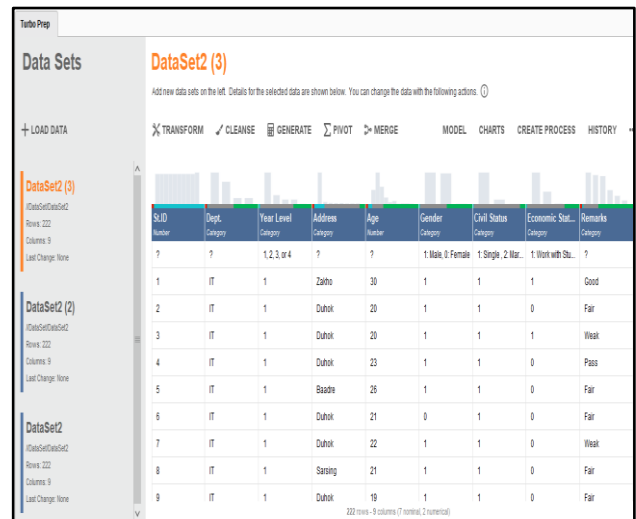 Turbo Prep
Data Sets
+ LOAD DATA
DataSet2 (3)
//DataSet/DataSet2
Rows: 222
Columns: 9
Last Change: None
DataSet2 (2)
//DataSet/DataSet2
Rows: 222
Columns: 9
Last Change: None
DataSet2
//DataSet/DataSet2
Rows: 222
Columns: 9
Last Change: None
DataSet2 (3)
Add new data sets on the left. Details for the selected data are shown below. You can change the data with the following actions.
TRANSFORM CLEANSE GENERATE PIVOT MERGE MODEL CHARTS CREATE PROCESS HISTORY
St.ID Dept. Year Level Address Age Gender Civil Status Economic Stat... Remarks
Number Category Category Category Number Category Category Category Category
? ? 1, 2, 3, or 4 ? ? 1: Male, 0: Female 1: Single , 2: Mar... 1: Work with Stu... ?
1 IT 1 Zakho 30 1 1 1 Good
2 IT 1 Duhok 20 1 1 0 Fair
3 IT 1 Duhok 20 1 1 1 Weak
4 IT 1 Duhok 23 1 1 0 Pass
5 IT 1 Baadre 26 1 1 0 Fair
6 IT 1 Duhok 21 0 1 0 Fair
7 IT 1 Duhok 22 1 1 0 Weak
8 IT 1 Sarsing 21 1 1 0 Fair
9 IT 1 Duhok 19 1 1 0 Fair
222 rows - 9 columns (7 nominal, 2 numerical)